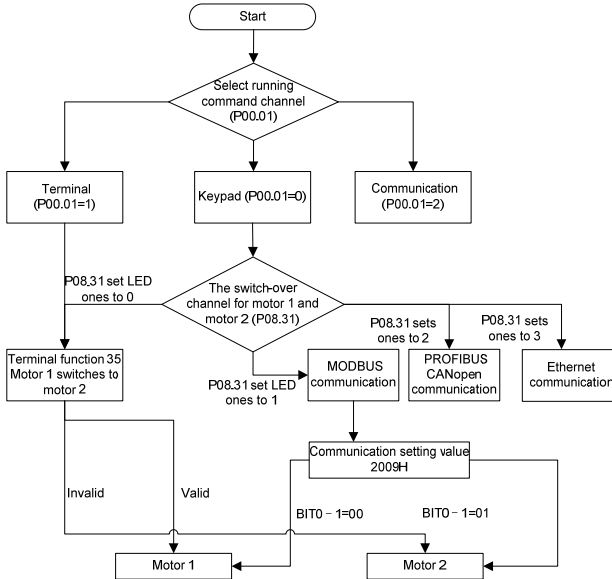 Start
Select running
command channel
(P00.01)
Terminal
(P00.01=1)
Keypad (P00.01=0)
Communication
(P00.01=2)
P08.31 set LED
ones to 0
The switch-over
channel for motor 1 and
motor 2 (P08.31)
P08.31 sets
ones to 2
P08.31 sets
ones to 3
Terminal function 35
Motor 1 switches to
motor 2
P08.31 set LED
ones to 1
MODBUS
communication
PROFIBUS
CANopen
communication
Ethernet
communication
Communication setting value
2009H
Invalid
Valid
BIT0-1=00
BIT0-1=01
Motor 1
Motor 2